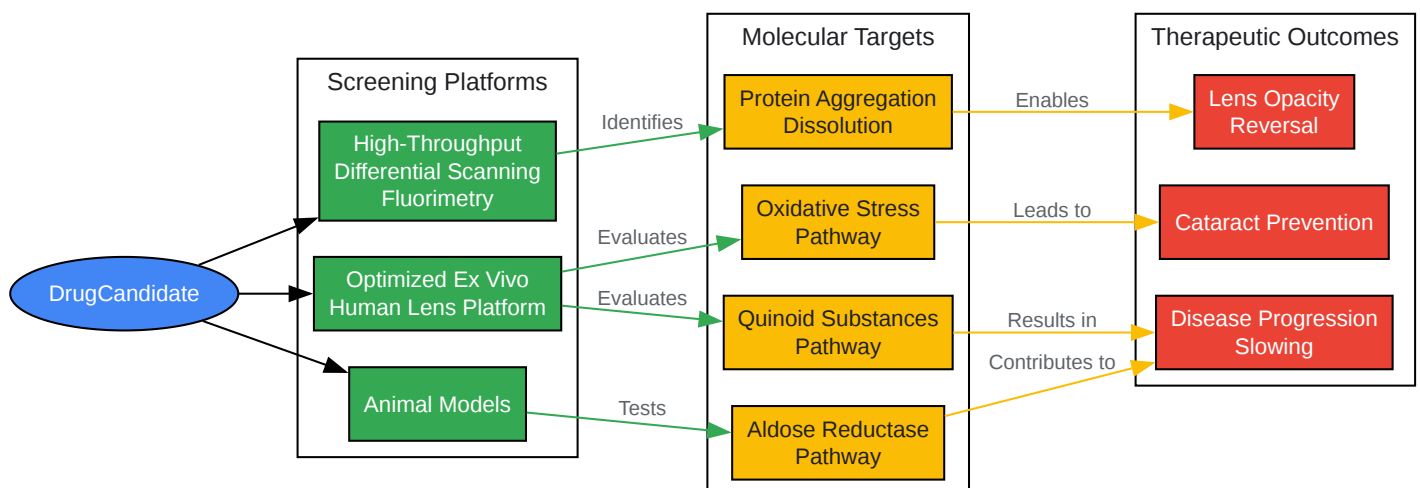 DrugCandidate
Screening Platforms
High-Throughput
Differential Scanning
Fluorimetry
Optimized Ex Vivo
Human Lens Platform
Animal Models
Identifies
Evaluates
Evaluates
Tests
Molecular Targets
Protein Aggregation
Dissolution
Oxidative Stress
Pathway
Quinoid Substances
Pathway
Aldose Reductase
Pathway
Enables
Leads to
Results in
Contributes to
Therapeutic Outcomes
Lens Opacity
Reversal
Cataract Prevention
Disease Progression
Slowing